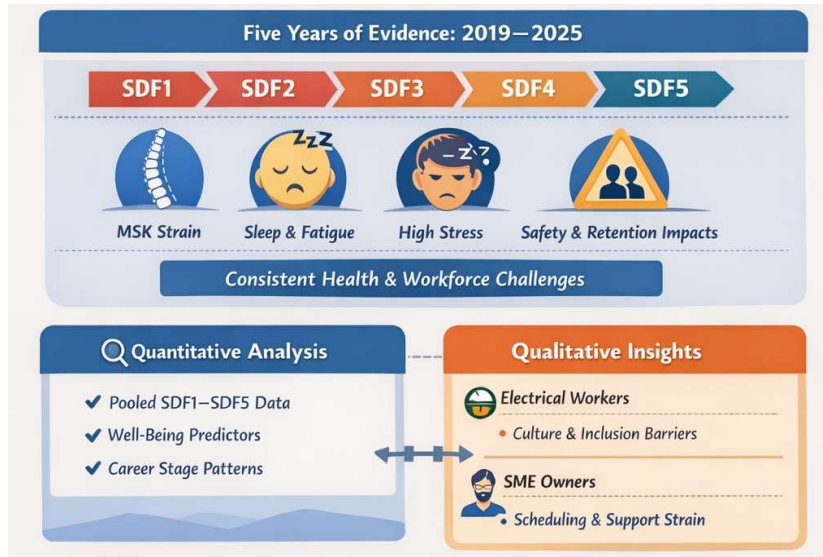 Five Years of Evidence: 2019–2025
SDF1 SDF2 SDF3 SDF4 SDF5
zzz
-z'?
MSK Strain Sleep & Fatigue High Stress Safety & Retention Impacts
Consistent Health & Workforce Challenges
Quantitative Analysis
✔ Pooled SDF1–SDF5 Data
✔ Well-Being Predictors
✔ Career Stage Patterns
Qualitative Insights
Electrical Workers
• Culture & Inclusion Barriers
SME Owners
• Scheduling & Support Strain